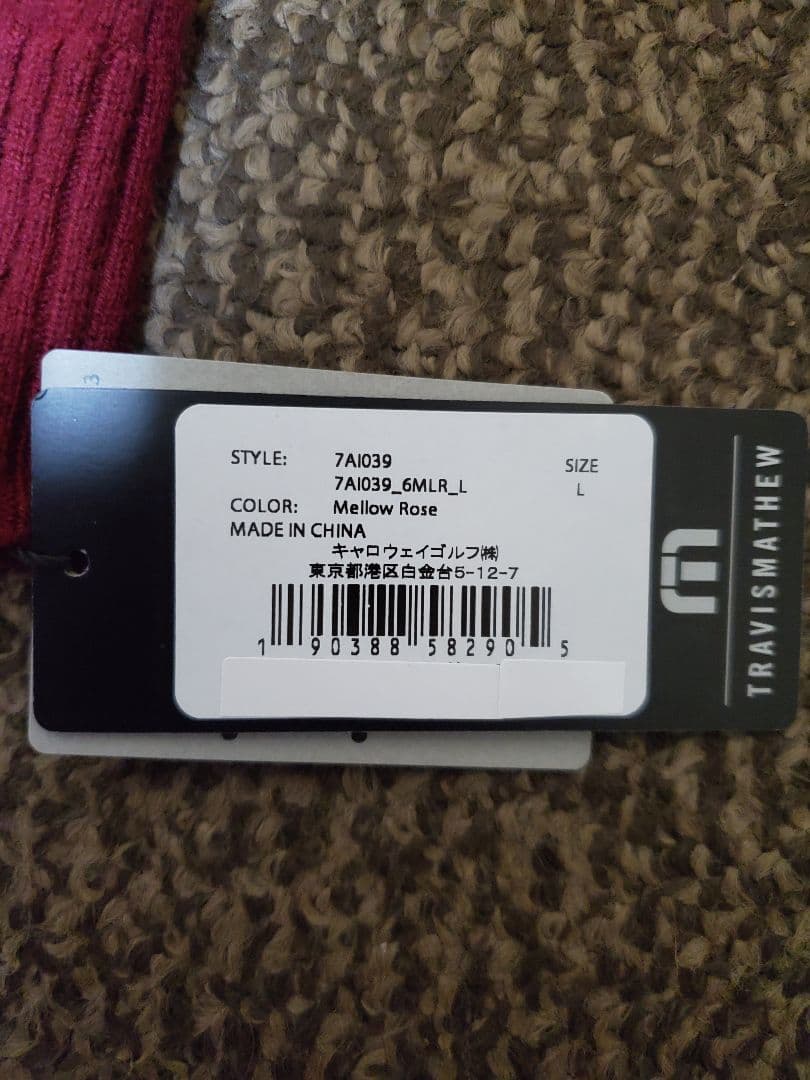 STYLE: 7AI039
7AI039_6MLR_L
SIZE
L
COLOR: Mellow Rose
MADE IN CHINA
キャロウェイゴルフ㈱
東京都港区白金台5-12-7
1 90388 58290 5
TRAVISMATHEW
3